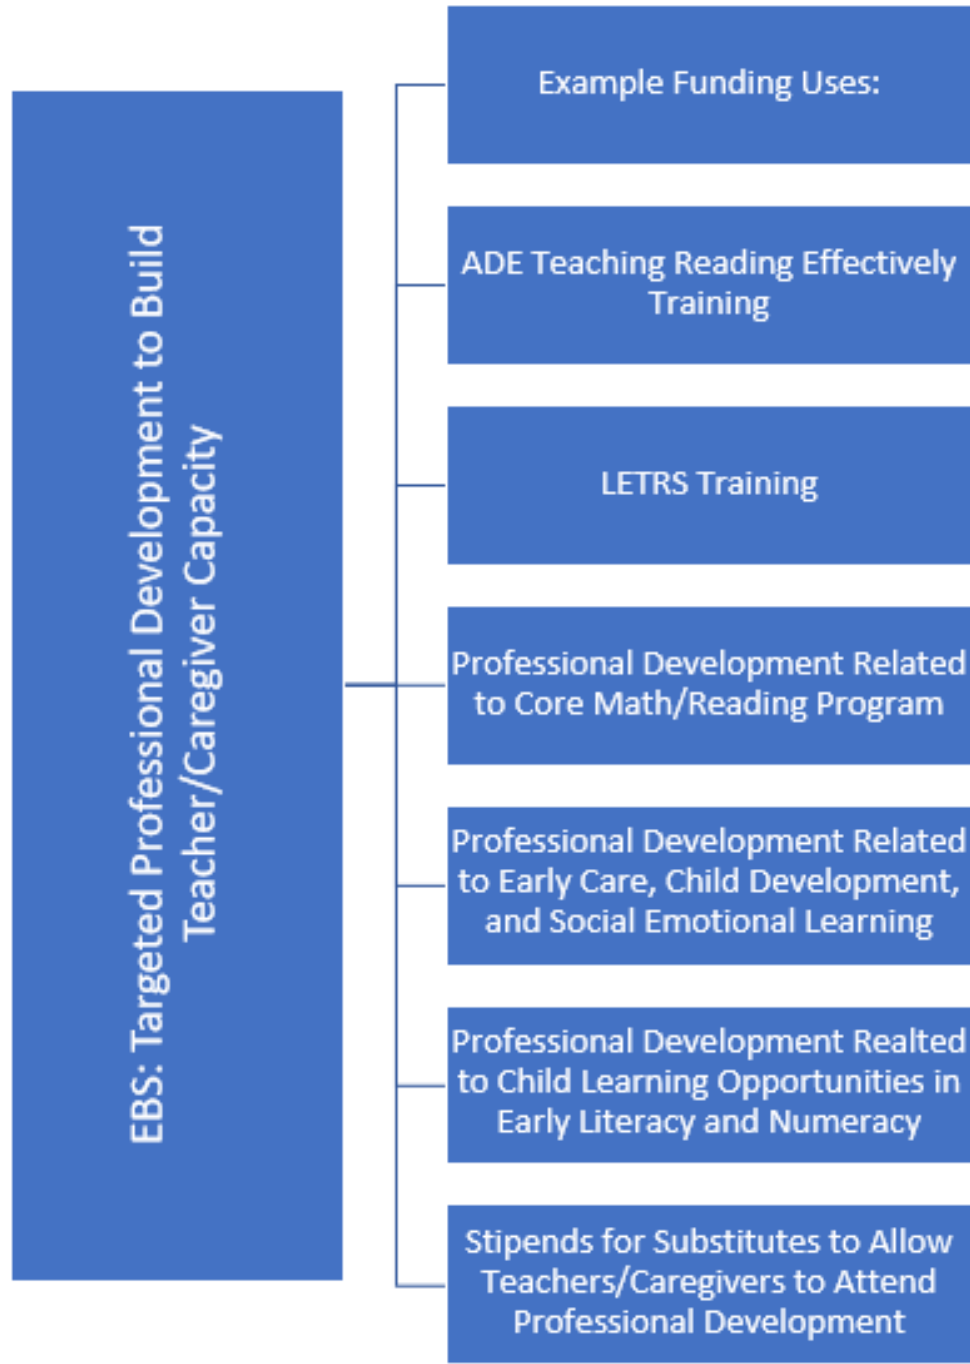 EBS: Targeted Professional Development to Build
Teacher/Caregiver Capacity
Example Funding Uses:
ADE Teaching Reading Effectively
Training
LETRS Training
Professional Development Related
to Core Math/Reading Program
Professional Development Related
to Early Care, Child Development,
and Social Emotional Learning
Professional Development Realted
to Child Learning Opportunities in
Early Literacy and Numeracy
Stipends for Substitutes to Allow
Teachers/Caregivers to Attend
Professional Development